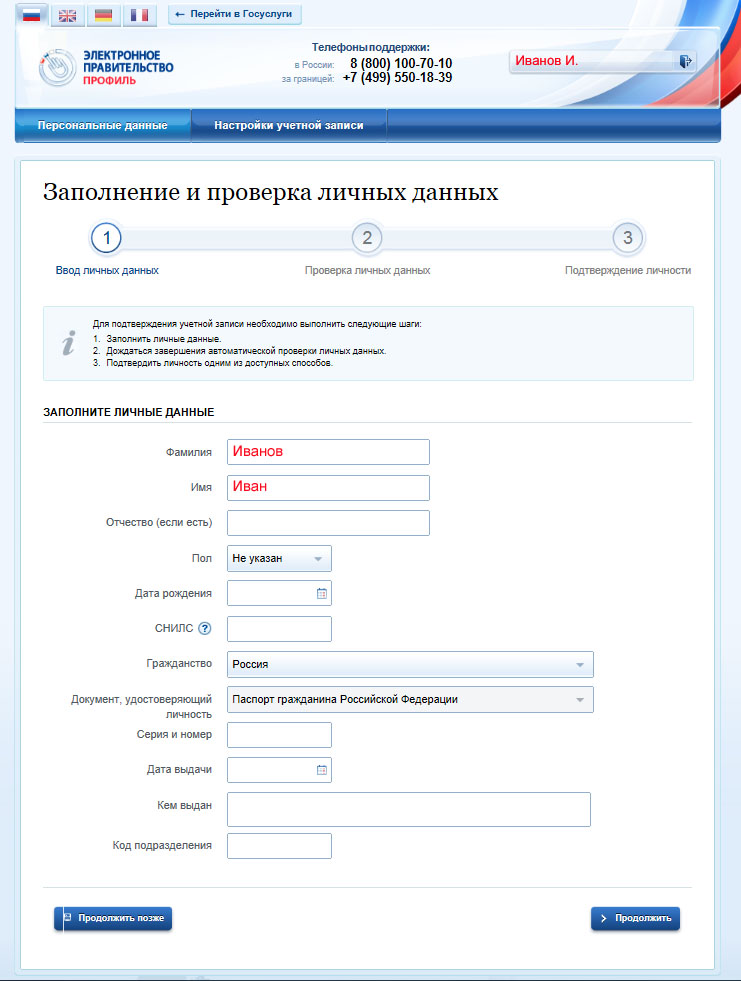 ← Перейти в Госуслуги
ЭЛЕКТРОННОЕ
ПРАВИТЕЛЬСТВО
ПРОФИЛЬ
Телефоны поддержки:
в России: 8 (800) 100-70-10
за границей: +7 (499) 550-18-39
Иванов И.
Персональные данные
Настройки учетной записи
Заполнение и проверка личных данных
1
2
3
Ввод личных данных
Проверка личных данных
Подтверждение личности
i
Для подтверждения учетной записи необходимо выполнить следующие шаги:
1. Заполнить личные данные.
2. Дождаться завершения автоматической проверки личных данных.
3. Подтвердить личность одним из доступных способов.
ЗАПОЛНИТЕ ЛИЧНЫЕ ДАННЫЕ
Фамилия Иванов
Имя Иван
Отчество (если есть)
Пол Не указан
Дата рождения
СНИЛС ?
Гражданство Россия
Документ, удостоверяющий Паспорт гражданина Российской Федерации
личность
Серия и номер
Дата выдачи
Кем выдан
Код подразделения
Продолжить позже
Продолжить